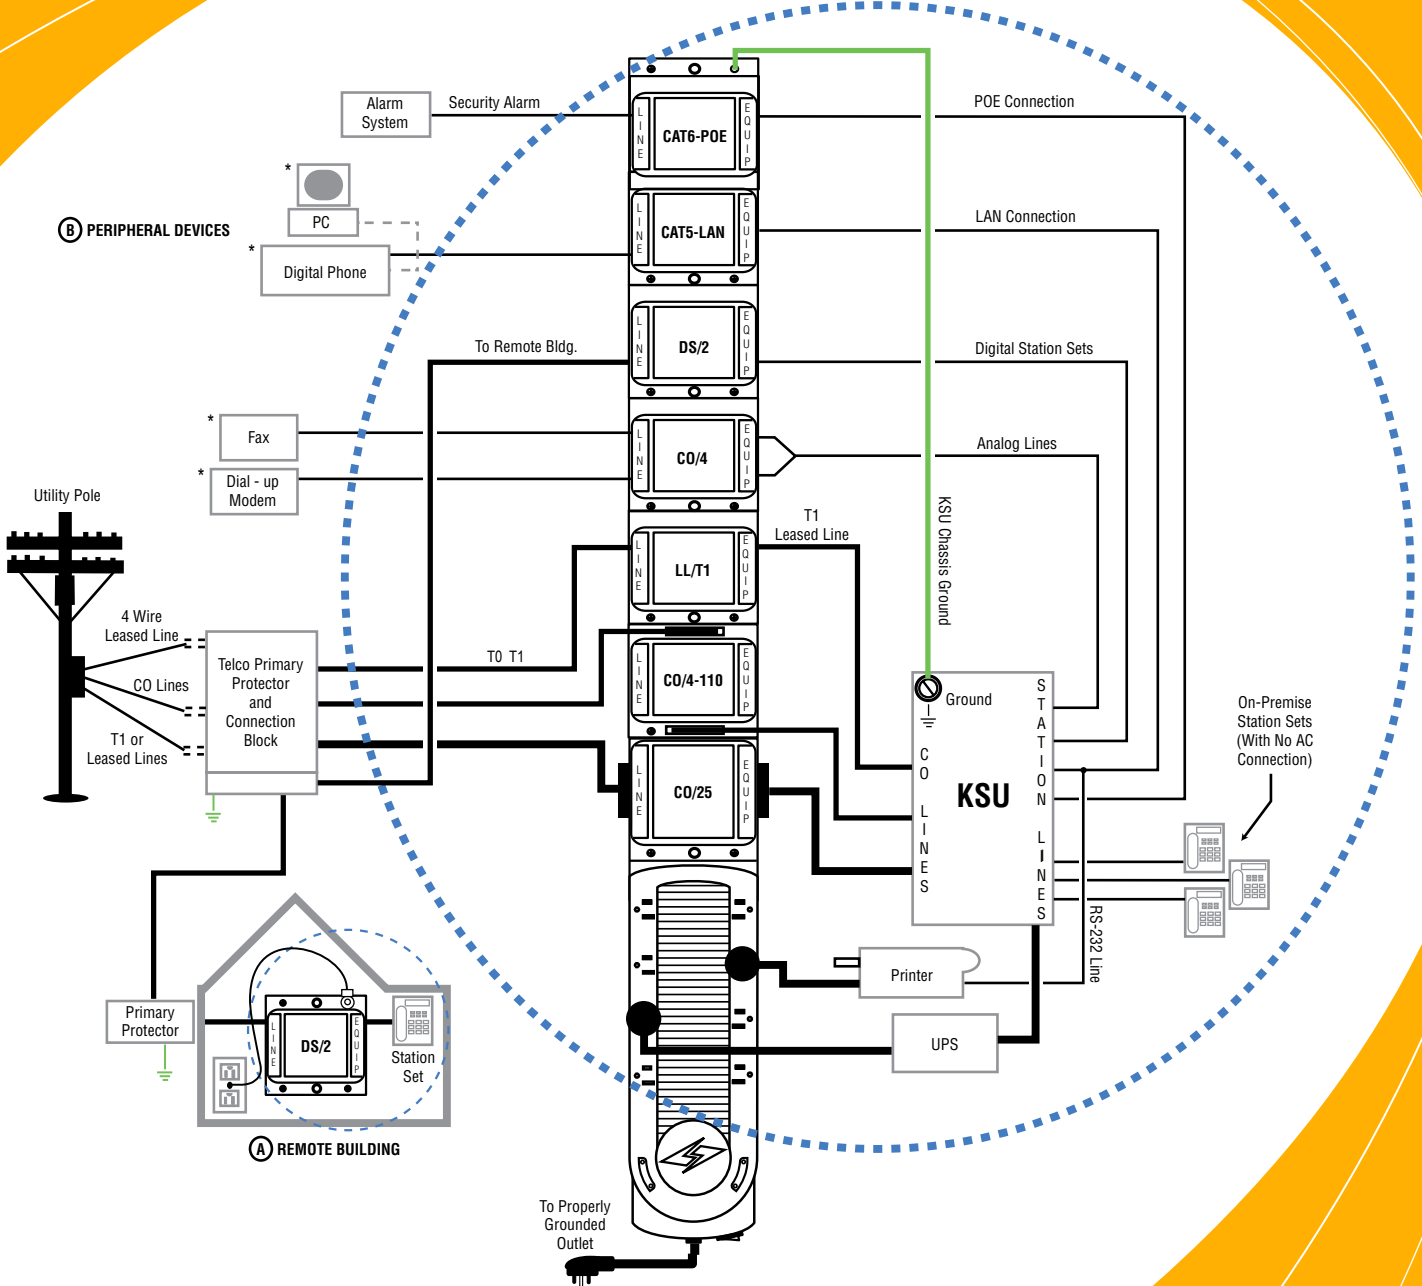 Alarm
System
Security Alarm
L I N E
CAT6-POE
E Q U I P
POE Connection
*
PC
B PERIPHERAL DEVICES
*
Digital Phone
L I N E
CAT5-LAN
E Q U I P
LAN Connection
To Remote Bldg.
L I N E
DS/2
E Q U I P
Digital Station Sets
*
Fax
*
Dial - up
Modem
L I N E
CO/4
E Q U I P
Analog Lines
Utility Pole
T1
Leased Line
L I N E
LL/T1
E Q U I P
KSU Chassis Ground
4 Wire
Leased Line
CO Lines
T1 or
Leased Lines
Telco Primary
Protector
and
Connection
Block
T0 T1
L I N E
CO/4-110
E Q U I P
L I N E
CO/25
E Q U I P
Ground
CO LINES
KSU
STATION LINES
On-Premise
Station Sets
(With No AC
Connection)
RS-232 Line
Printer
UPS
Primary
Protector
L I N E
DS/2
E Q U I P
Station
Set
A REMOTE BUILDING
To Properly
Grounded
Outlet